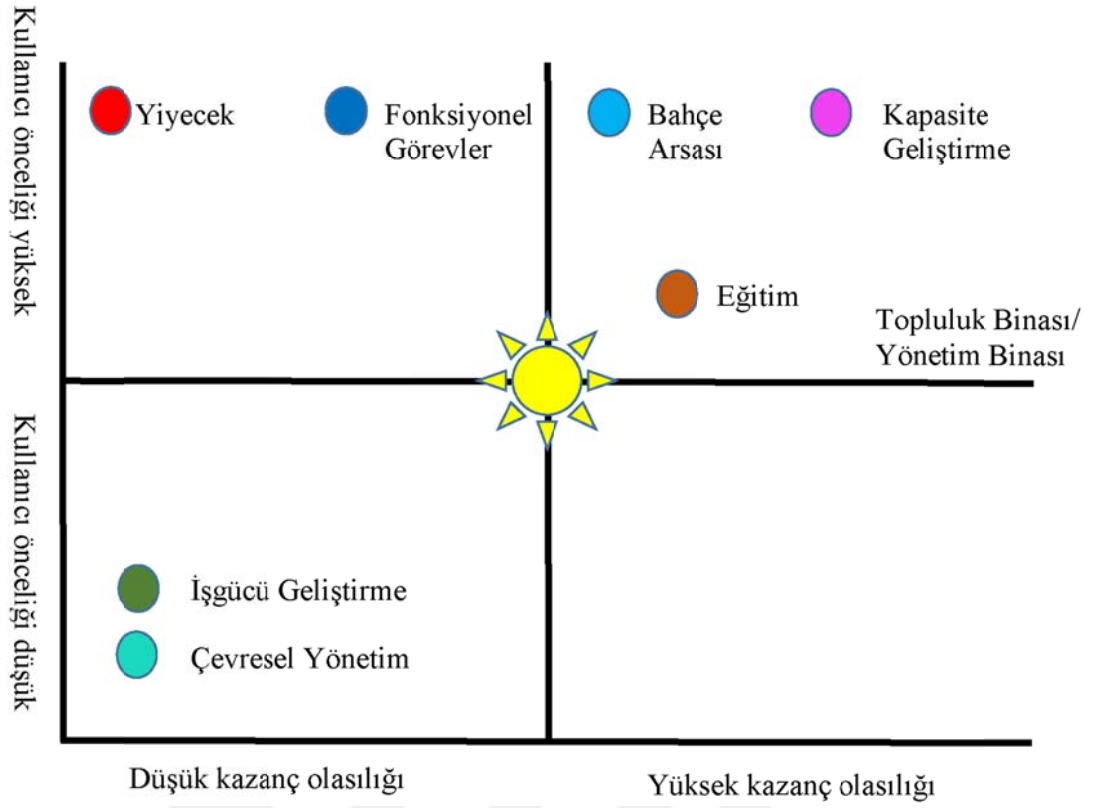 Kullanıcı önceliği yüksek
Yiyecek
Fonksiyonel
Görevler
Bahçe
Arsası
Kapasite
Geliştirme
Eğitim
Topluluk Binası/
Yönetim Binası
Kullanıcı önceliği düşük
İşgücü Geliştirme
Çevresel Yönetim
Düşük kazanç olasılığı
Yüksek kazanç olasılığı